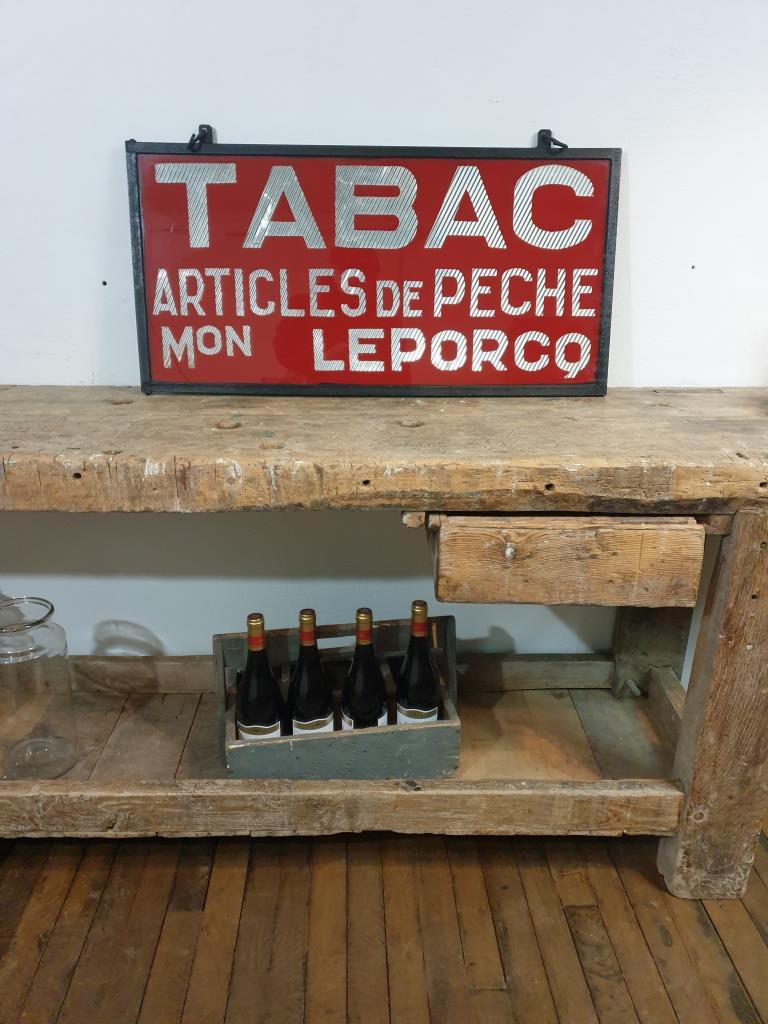 TABAC
ARTICLES DE PECHE
MON LEPORCQ